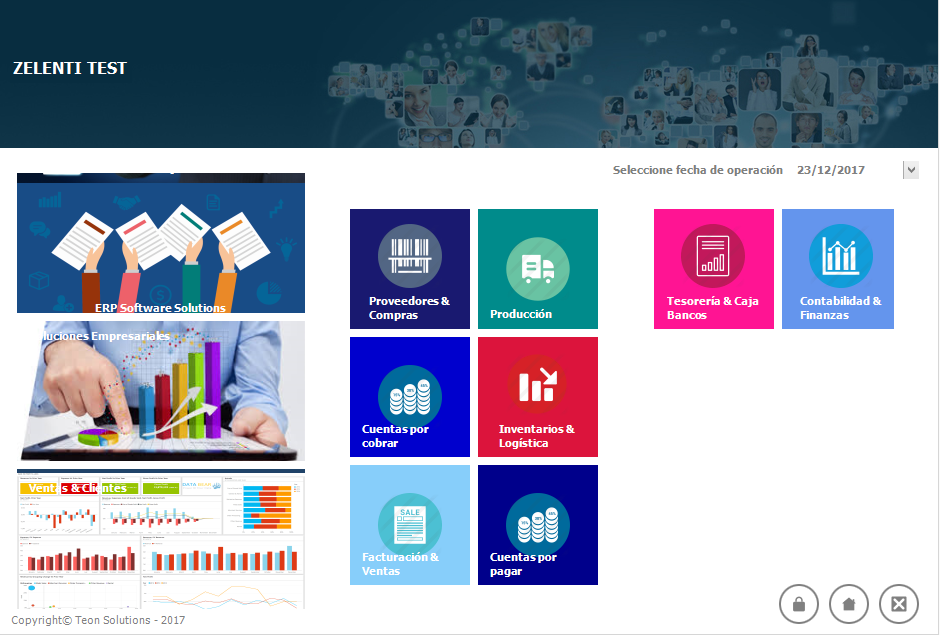 ZELENTI TEST
Seleccione fecha de operación 23/12/2017
ERP Software Solutions
luciones Empresariales
Ventas & Clientes
Proveedores &
Compras
Producción
Tesorería & Caja
Bancos
Contabilidad &
Finanzas
Cuentas por
cobrar
Inventarios &
Logística
SALE
Facturación &
Ventas
Cuentas por
pagar
Copyright© Teon Solutions - 2017